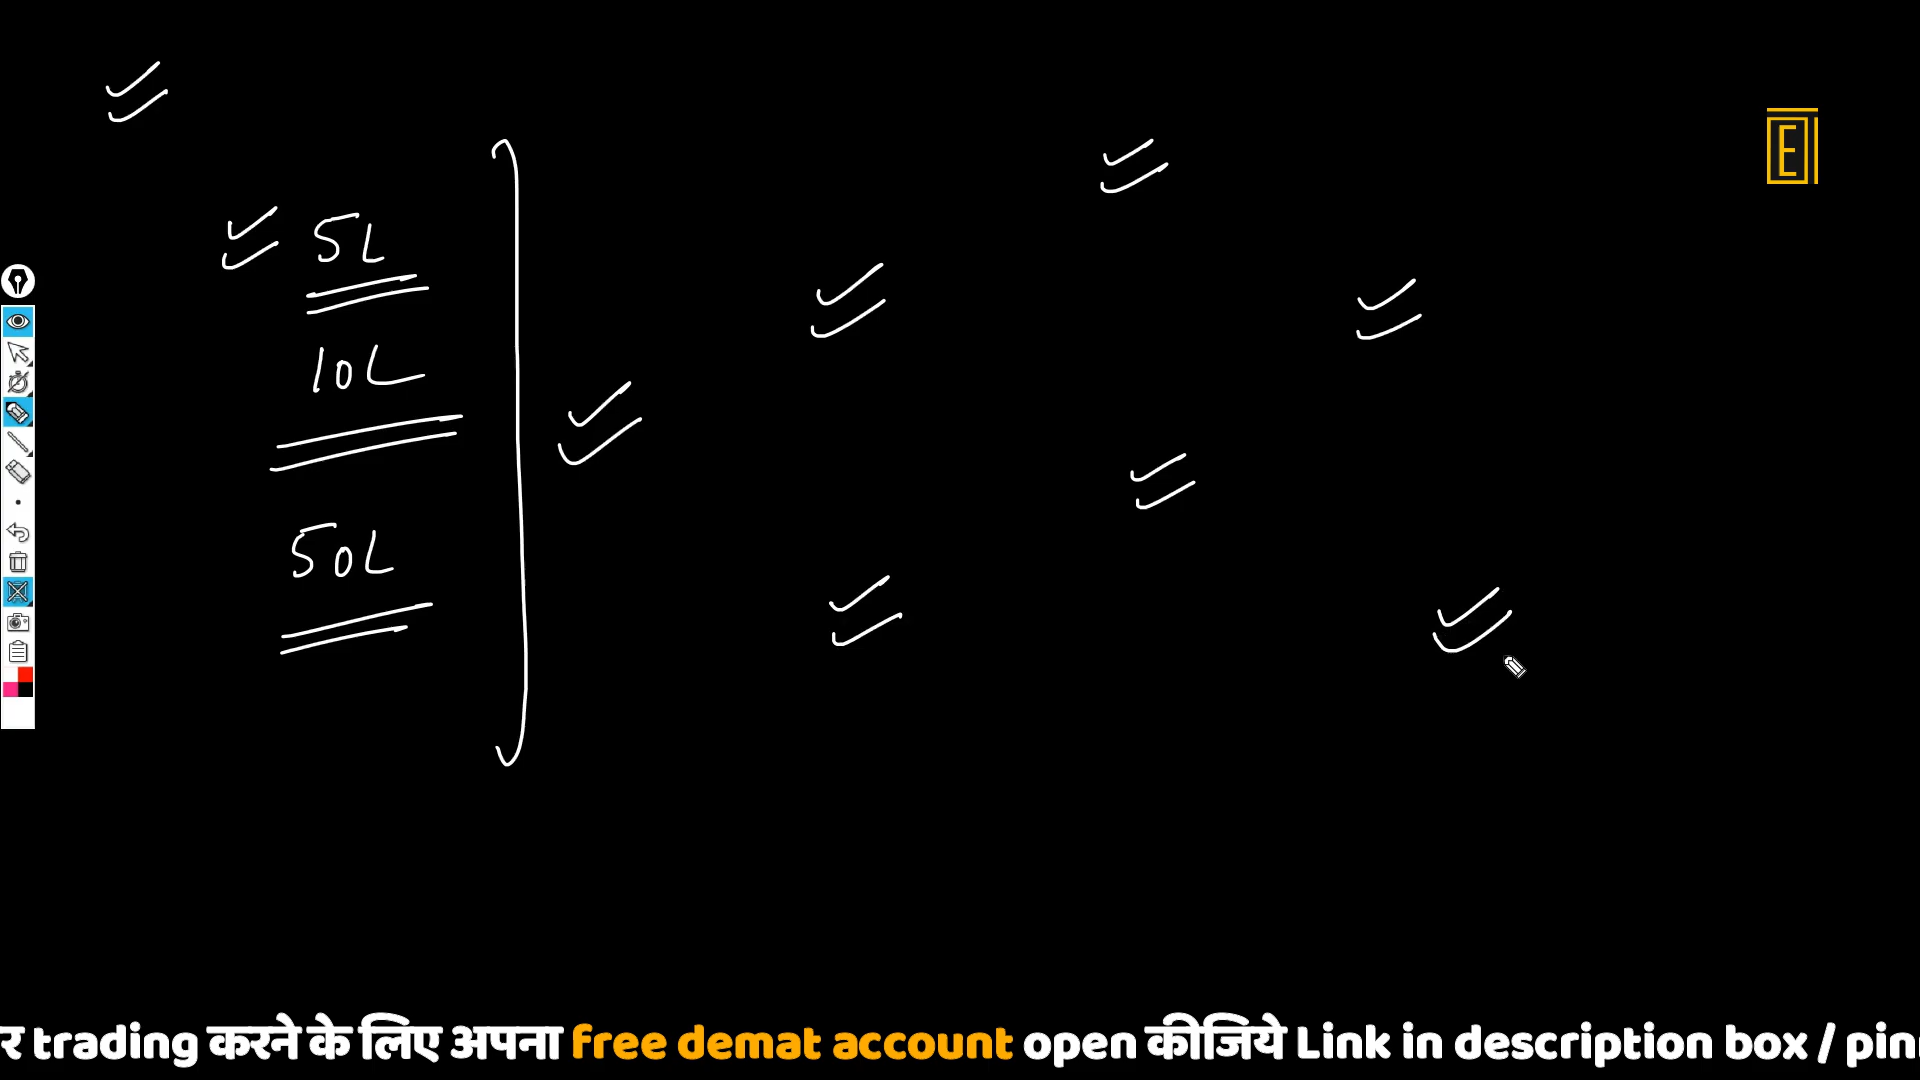 E
5L
10L
50L
र trading करने के लिए अपना free demat account open कीजिये Link in description box / pin